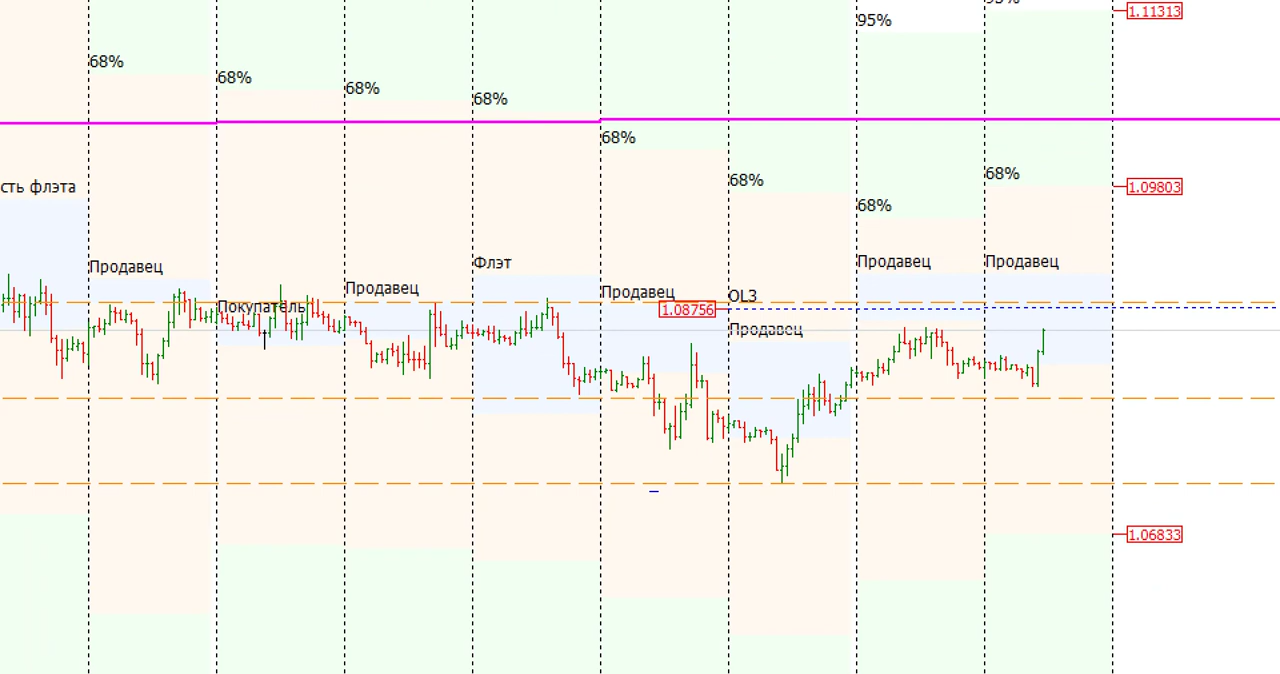 95%
1.11313
68%
68%
68%
68%
68%
68%
68%
68%
1.09803
сть флэта
Продавец
Покупатель
Продавец
Флэт
Продавец
1.08756
OL3
Продавец
Продавец
Продавец
1.06833